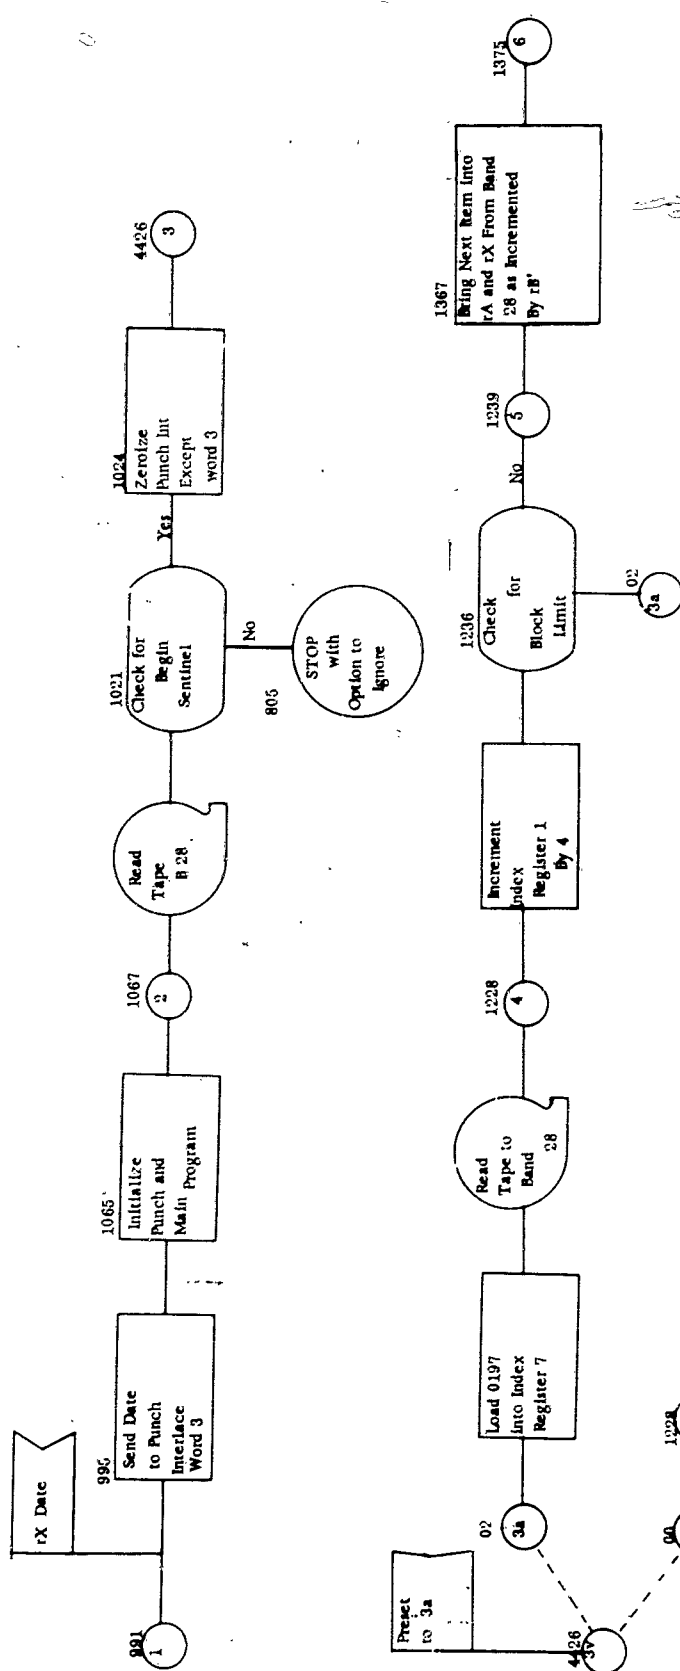 991
1
rX Date
995
Send Date
to Punch
Interlace
Word 3
1065
Initialize
Punch and
Main Program
1067
2
Read
Tape
B 28
1021
Check for
Begin
Sentinel
No
805
STOP
with
Option to
Ignore
Yes
1024
Zeroize
Punch Int
Except
word 3
4426
3
4426
3v
Preset
to 3a
02
3a
Load 0197
into Index
Register 7
Read
Tape to
Band
28
1228
4
Increment
Index
Register 1
By 4
1236
Check
for
Block
Limit
02
3a
No
1239
5
1367
Bring Next Item into
rA and rX From Band
28 as Incremented
By rB'
1375
6